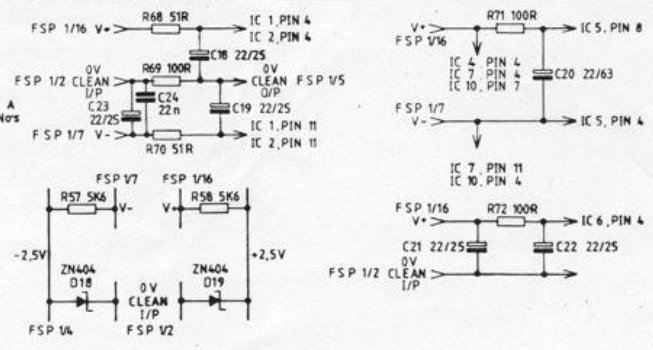 R68 51R
FSP 1/16 V+
IC 1, PIN 4
IC 2, PIN 4
C18 22/25
0V
R69 100R
0V
FSP 1/2 CLEAN
CLEAN FSP 1/5
I/P
O/P
C23
22/25
C24
22n
C19 22/25
A
No's
FSP 1/7 V-
IC 1, PIN 11
IC 2, PIN 11
R70 51R
R71 100R
V+
FSP 1/16
IC 5, PIN 8
IC 4, PIN 4
IC 7, PIN 4
IC 10, PIN 7
C20 22/63
FSP 1/7
V-
IC 5, PIN 4
IC 7, PIN 11
IC 10, PIN 4
FSP 1/7
FSP 1/16
R57 5K6
V-
V+
R58 5K6
-2,5V
+2,5V
ZN404
D18
ZN404
D19
0V
CLEAN
I/P
FSP 1/4
FSP 1/2
FSP 1/16
V+
R72 100R
IC 6, PIN 4
C21 22/25
C22 22/25
0V
FSP 1/2 CLEAN
I/P